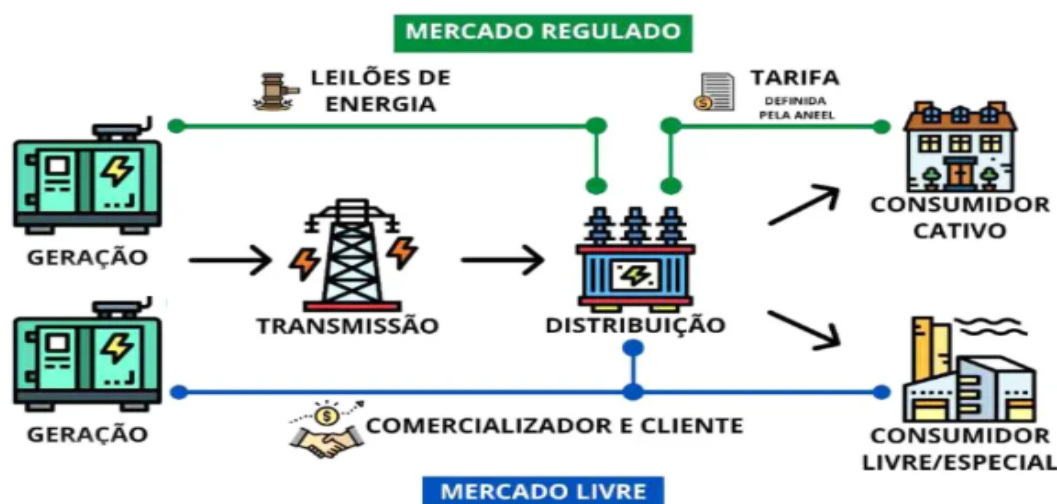 MERCADO REGULADO
LEILÕES DE
ENERGIA
TARIFA
DEFINIDA
PELA ANEEL
GERAÇÃO
TRANSMISSÃO
DISTRIBUIÇÃO
CONSUMIDOR
CATIVO
GERAÇÃO
COMERCIALIZADOR E CLIENTE
CONSUMIDOR
LIVRE/ESPECIAL
MERCADO LIVRE